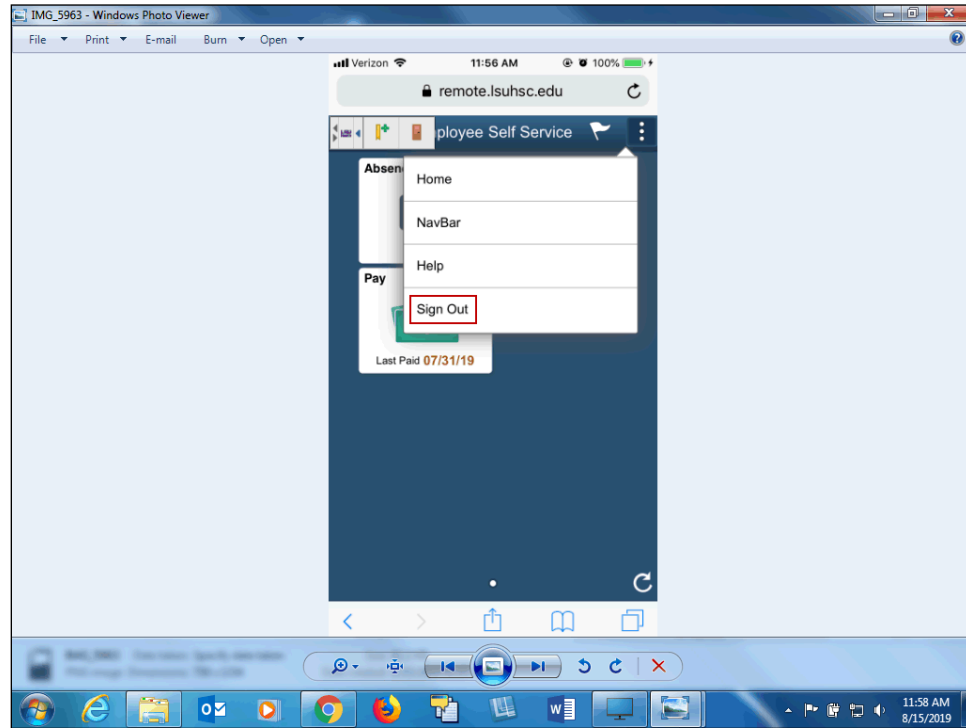 IMG_5963 - Windows Photo Viewer
File Print E-mail Burn Open
Verizon 11:56 AM 100%
remote.lsuhsc.edu
ployee Self Service
Absen
Home
NavBar
Help
Sign Out
Pay
Last Paid 07/31/19
11:58 AM
8/15/2019